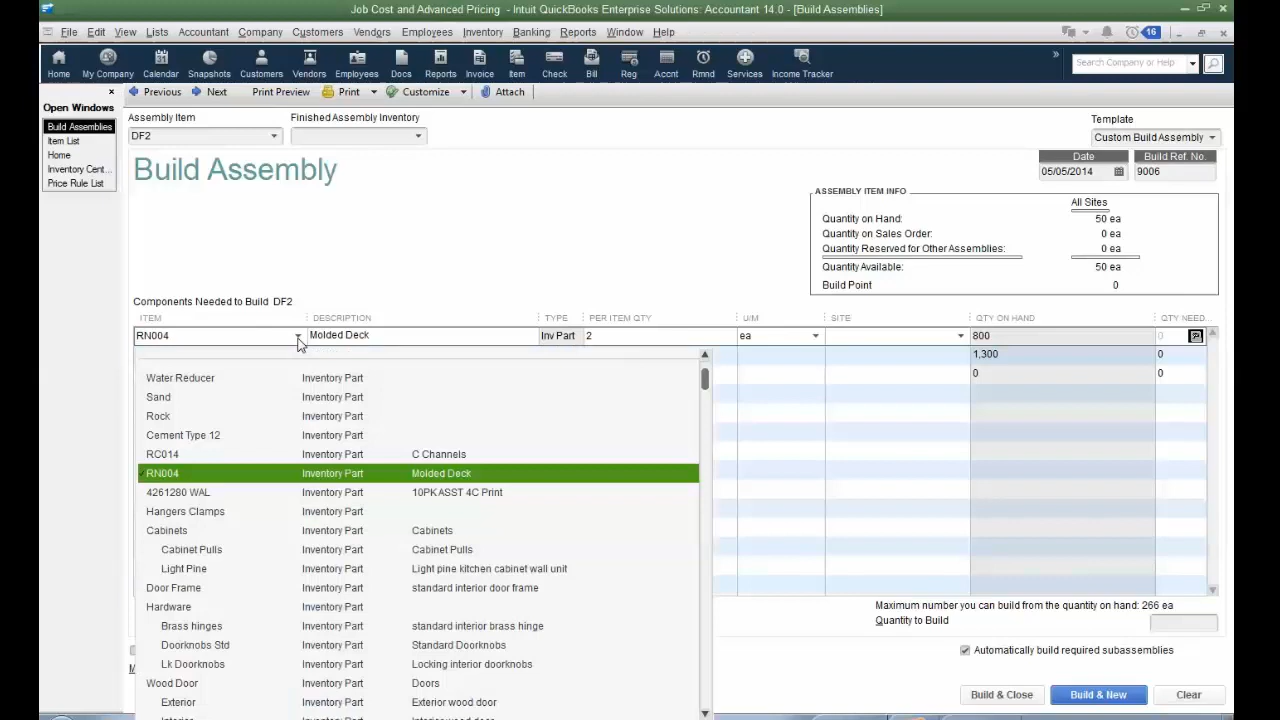 Job Cost and Advanced Pricing - Intuit QuickBooks Enterprise Solutions: Accountant 14.0 - [Build Assemblies]
File Edit View Lists Accountant Company Customers Vendors Employees Inventory Banking Reports Window Help 16
Home My Company Calendar Snapshots Customers Vendors Employees Docs Reports Invoice Item Check Bill Reg Accnt Rmnd Services Income Tracker » Search Company or Help
Previous Next Print Preview Print Customize Attach
Open Windows
Build Assemblies
Item List
Home
Inventory Cent...
Price Rule List
Assembly Item Finished Assembly Inventory Template
DF2 Custom Build Assembly
Build Assembly
Date Build Ref. No.
05/05/2014 9006
ASSEMBLY ITEM INFO
All Sites
Quantity on Hand: 50 ea
Quantity on Sales Order: 0 ea
Quantity Reserved for Other Assemblies: 0 ea
Quantity Available: 50 ea
Build Point 0
Components Needed to Build DF2
ITEM DESCRIPTION TYPE PER ITEM QTY U/M SITE QTY ON HAND QTY NEED...
RN004 Molded Deck Inv Part 2 ea 800 0
1,300 0
0 0
Water Reducer Inventory Part
Sand Inventory Part
Rock Inventory Part
Cement Type 12 Inventory Part
RC014 Inventory Part C Channels
✓ RN004 Inventory Part Molded Deck
4261280 WAL Inventory Part 10PKASST 4C Print
Hangers Clamps Inventory Part
Cabinets Inventory Part Cabinets
Cabinet Pulls Inventory Part Cabinet Pulls
Light Pine Inventory Part Light pine kitchen cabinet wall unit
Door Frame Inventory Part standard interior door frame
Hardware Inventory Part
Brass hinges Inventory Part standard interior brass hinge
Doorknobs Std Inventory Part Standard Doorknobs
Lk Doorknobs Inventory Part Locking interior doorknobs
Wood Door Inventory Part Doors
Exterior Inventory Part Exterior wood door
Maximum number you can build from the quantity on hand: 266 ea
Quantity to Build
Automatically build required subassemblies
Build & Close Build & New Clear